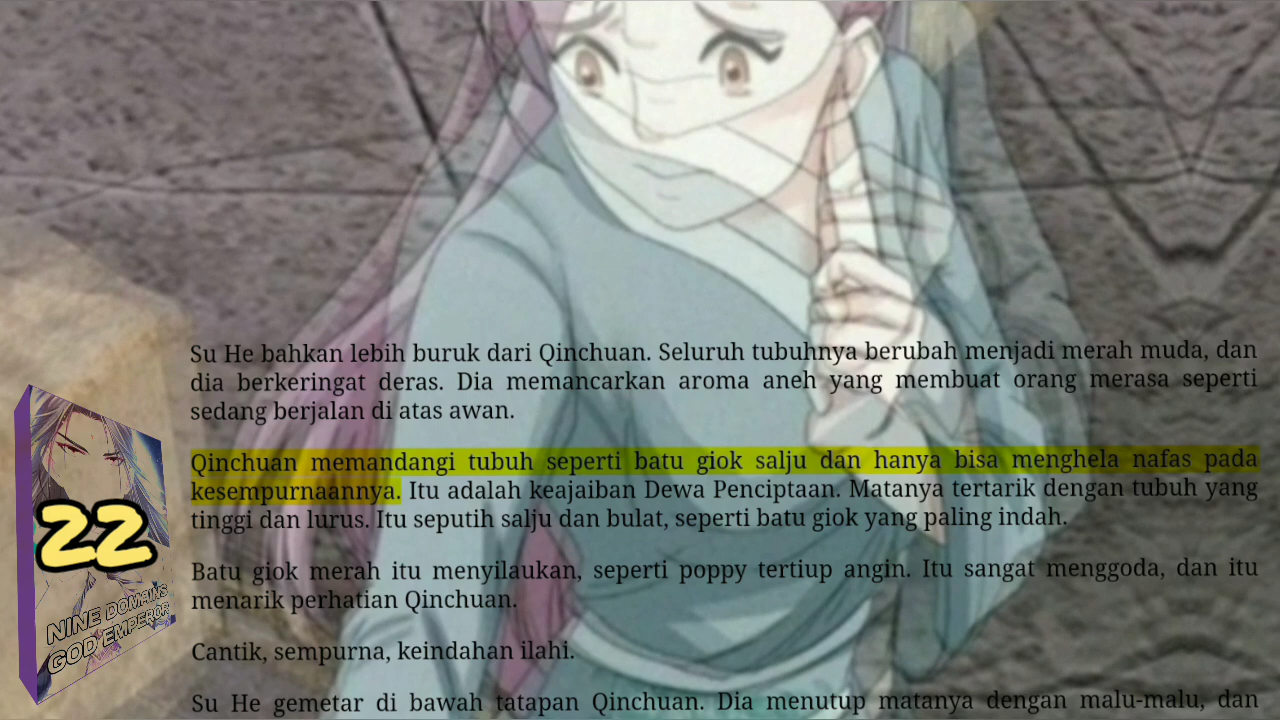 Su He bahkan lebih buruk dari Qinchuan. Seluruh tubuhnya berubah menjadi merah muda, dan
dia berkeringat deras. Dia memancarkan aroma aneh yang membuat orang merasa seperti
sedang berjalan di atas awan.
Qinchuan memandangi tubuh seperti batu giok salju dan hanya bisa menghela nafas pada
kesempurnaannya. Itu adalah keajaiban Dewa Penciptaan. Matanya tertarik dengan tubuh yang
tinggi dan lurus. Itu seputih salju dan bulat, seperti batu giok yang paling indah.
Batu giok merah itu menyilaukan, seperti poppy tertiup angin. Itu sangat menggoda, dan itu
menarik perhatian Qinchuan.
Cantik, sempurna, keindahan ilahi.
Su He gemetar di bawah tatapan Qinchuan. Dia menutup matanya dengan malu-malu, dan
22
NINE DOMAINS
GOD EMPEROR